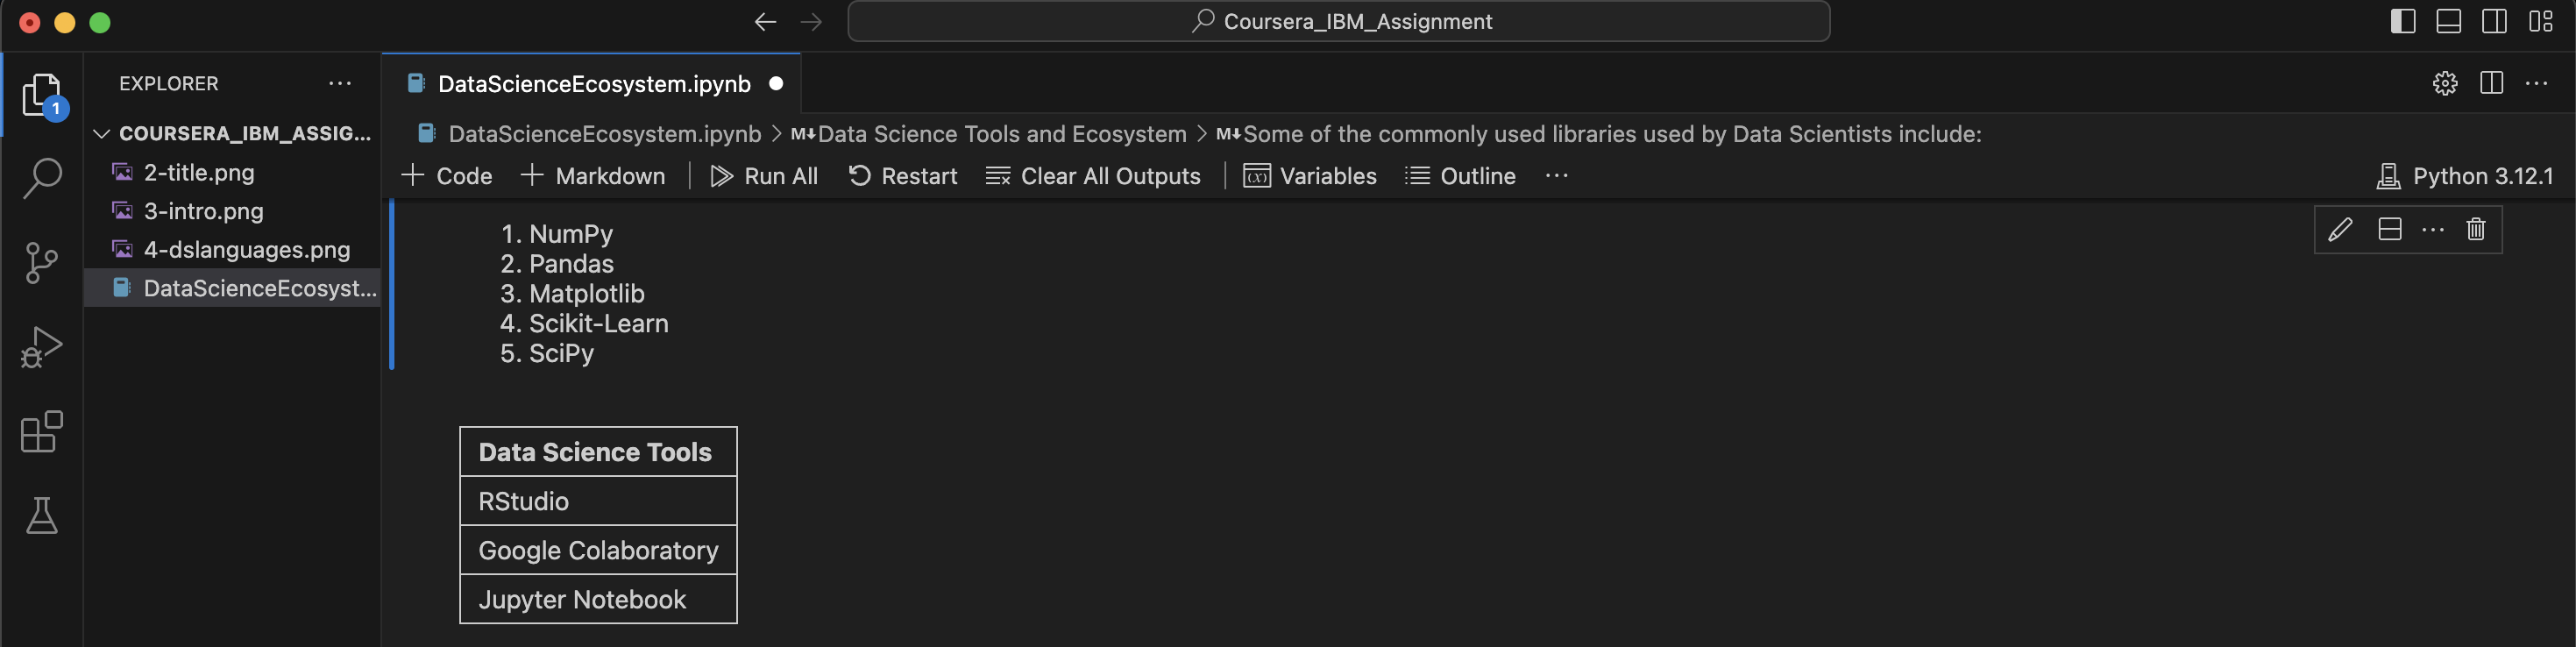 Coursera_IBM_Assignment
EXPLORER
DataScienceEcosystem.ipynb
1
COURSERA_IBM_ASSIG...
DataScienceEcosystem.ipynb > M↓Data Science Tools and Ecosystem > M↓Some of the commonly used libraries used by Data Scientists include:
2-title.png
3-intro.png
4-dslanguages.png
DataScienceEcosyst...
+ Code + Markdown Run All Restart Clear All Outputs (x) Variables Outline ... Python 3.12.1
1. NumPy
2. Pandas
3. Matplotlib
4. Scikit-Learn
5. SciPy
Data Science Tools
RStudio
Google Colaboratory
Jupyter Notebook